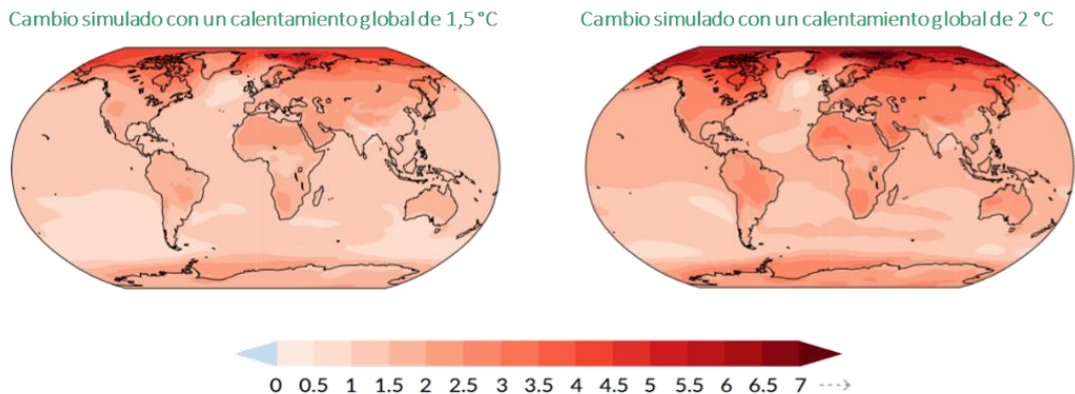 Cambio simulado con un calentamiento global de 1,5 °C
Cambio simulado con un calentamiento global de 2 °C
0 0.5 1 1.5 2 2.5 3 3.5 4 4.5 5 5.5 6 6.5 7